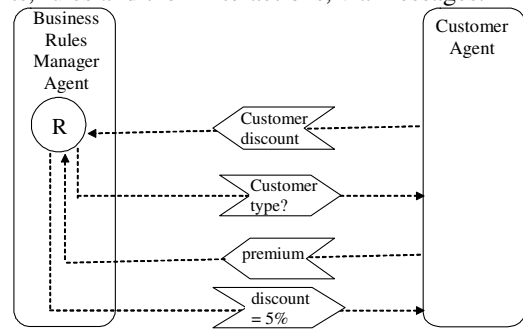 Business
Rules
Manager
Agent
Customer
Agent
R
Customer
discount
Customer
type?
premium
discount
= 5%